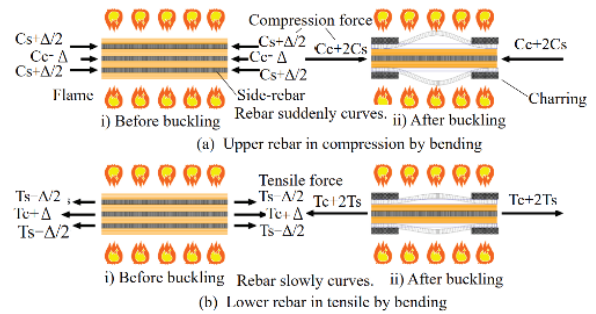 Compression force
Cs+Δ/2 Cs+Δ/2 Cc+2Cs Cc+2Cs
Cc-Δ Cc-Δ
Cs+Δ/2 Cs+Δ/2
Flame Side-rebar Charring
i) Before buckling Rebar suddenly curves. ii) After buckling
(a) Upper rebar in compression by bending
Ts-Δ/2 s Ts-Δ/2 Tensile force Tc+2Ts Tc+2Ts
Tc+Δ Tc+Δ
Ts-Δ/2 Ts-Δ/2
i) Before buckling Rebar slowly curves. ii) After buckling
(b) Lower rebar in tensile by bending